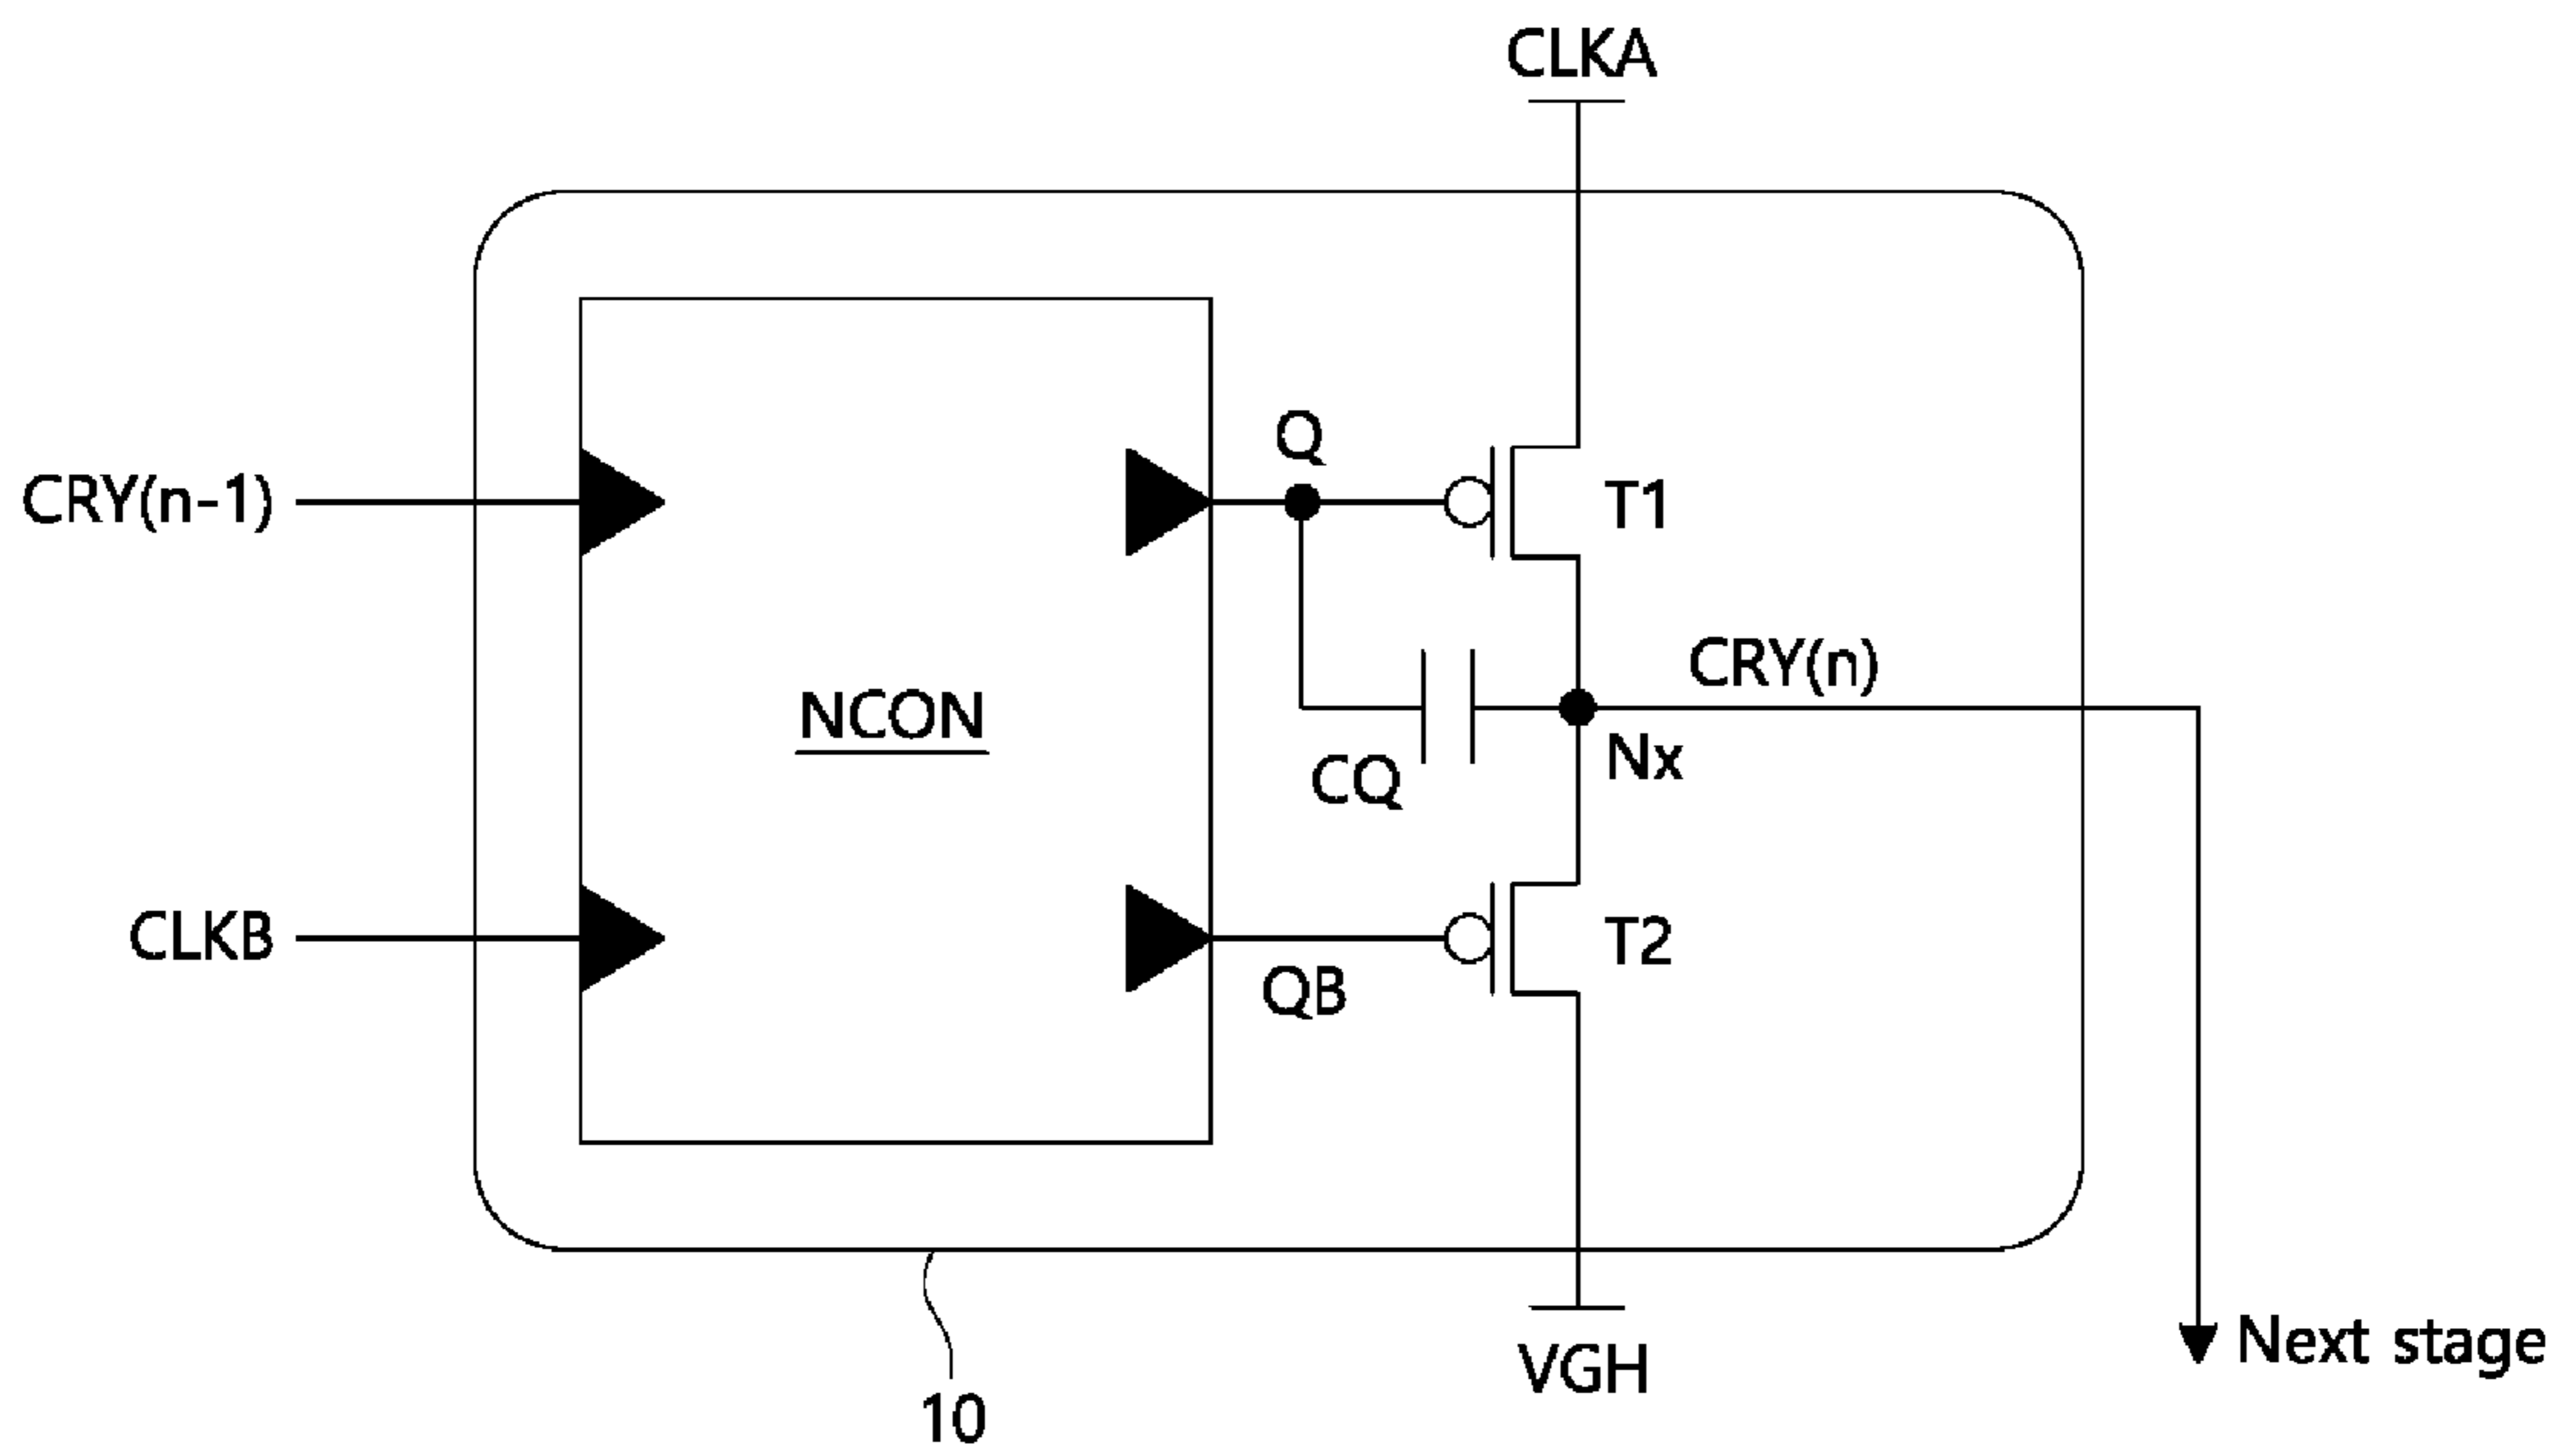 CLKA
Q
CRY(n-1)
T1
CRY(n)
NCON
Nx
CQ
CLKB
T2
QB
Next stage
VGH
10